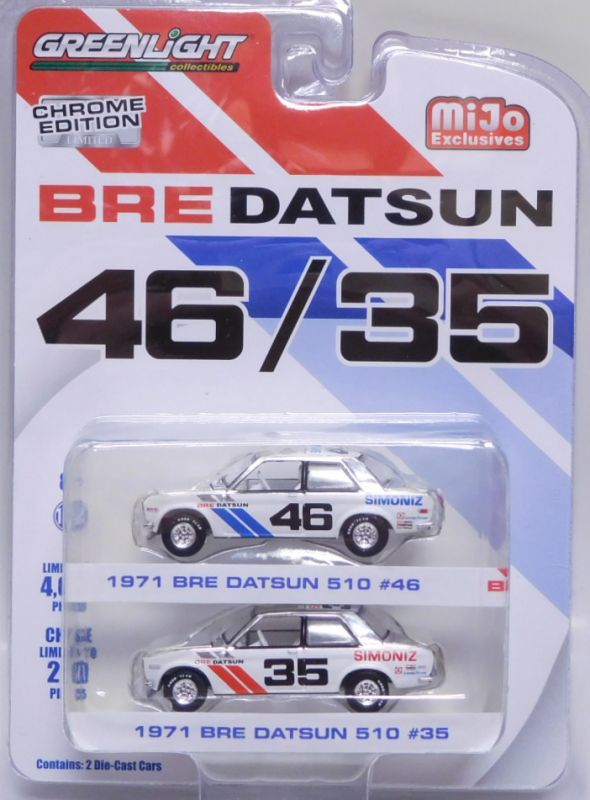 GREENLIGHT
collectibles
CHROME
EDITION
LIMITED
MiJo
Exclusives
BRE DATSUN
46/35
BRE DATSUN
46
SIMONIZ
1971 BRE DATSUN 510 #46
BRE DATSUN
35
SIMONIZ
1971 BRE DATSUN 510 #35
Contains: 2 Die-Cast Cars